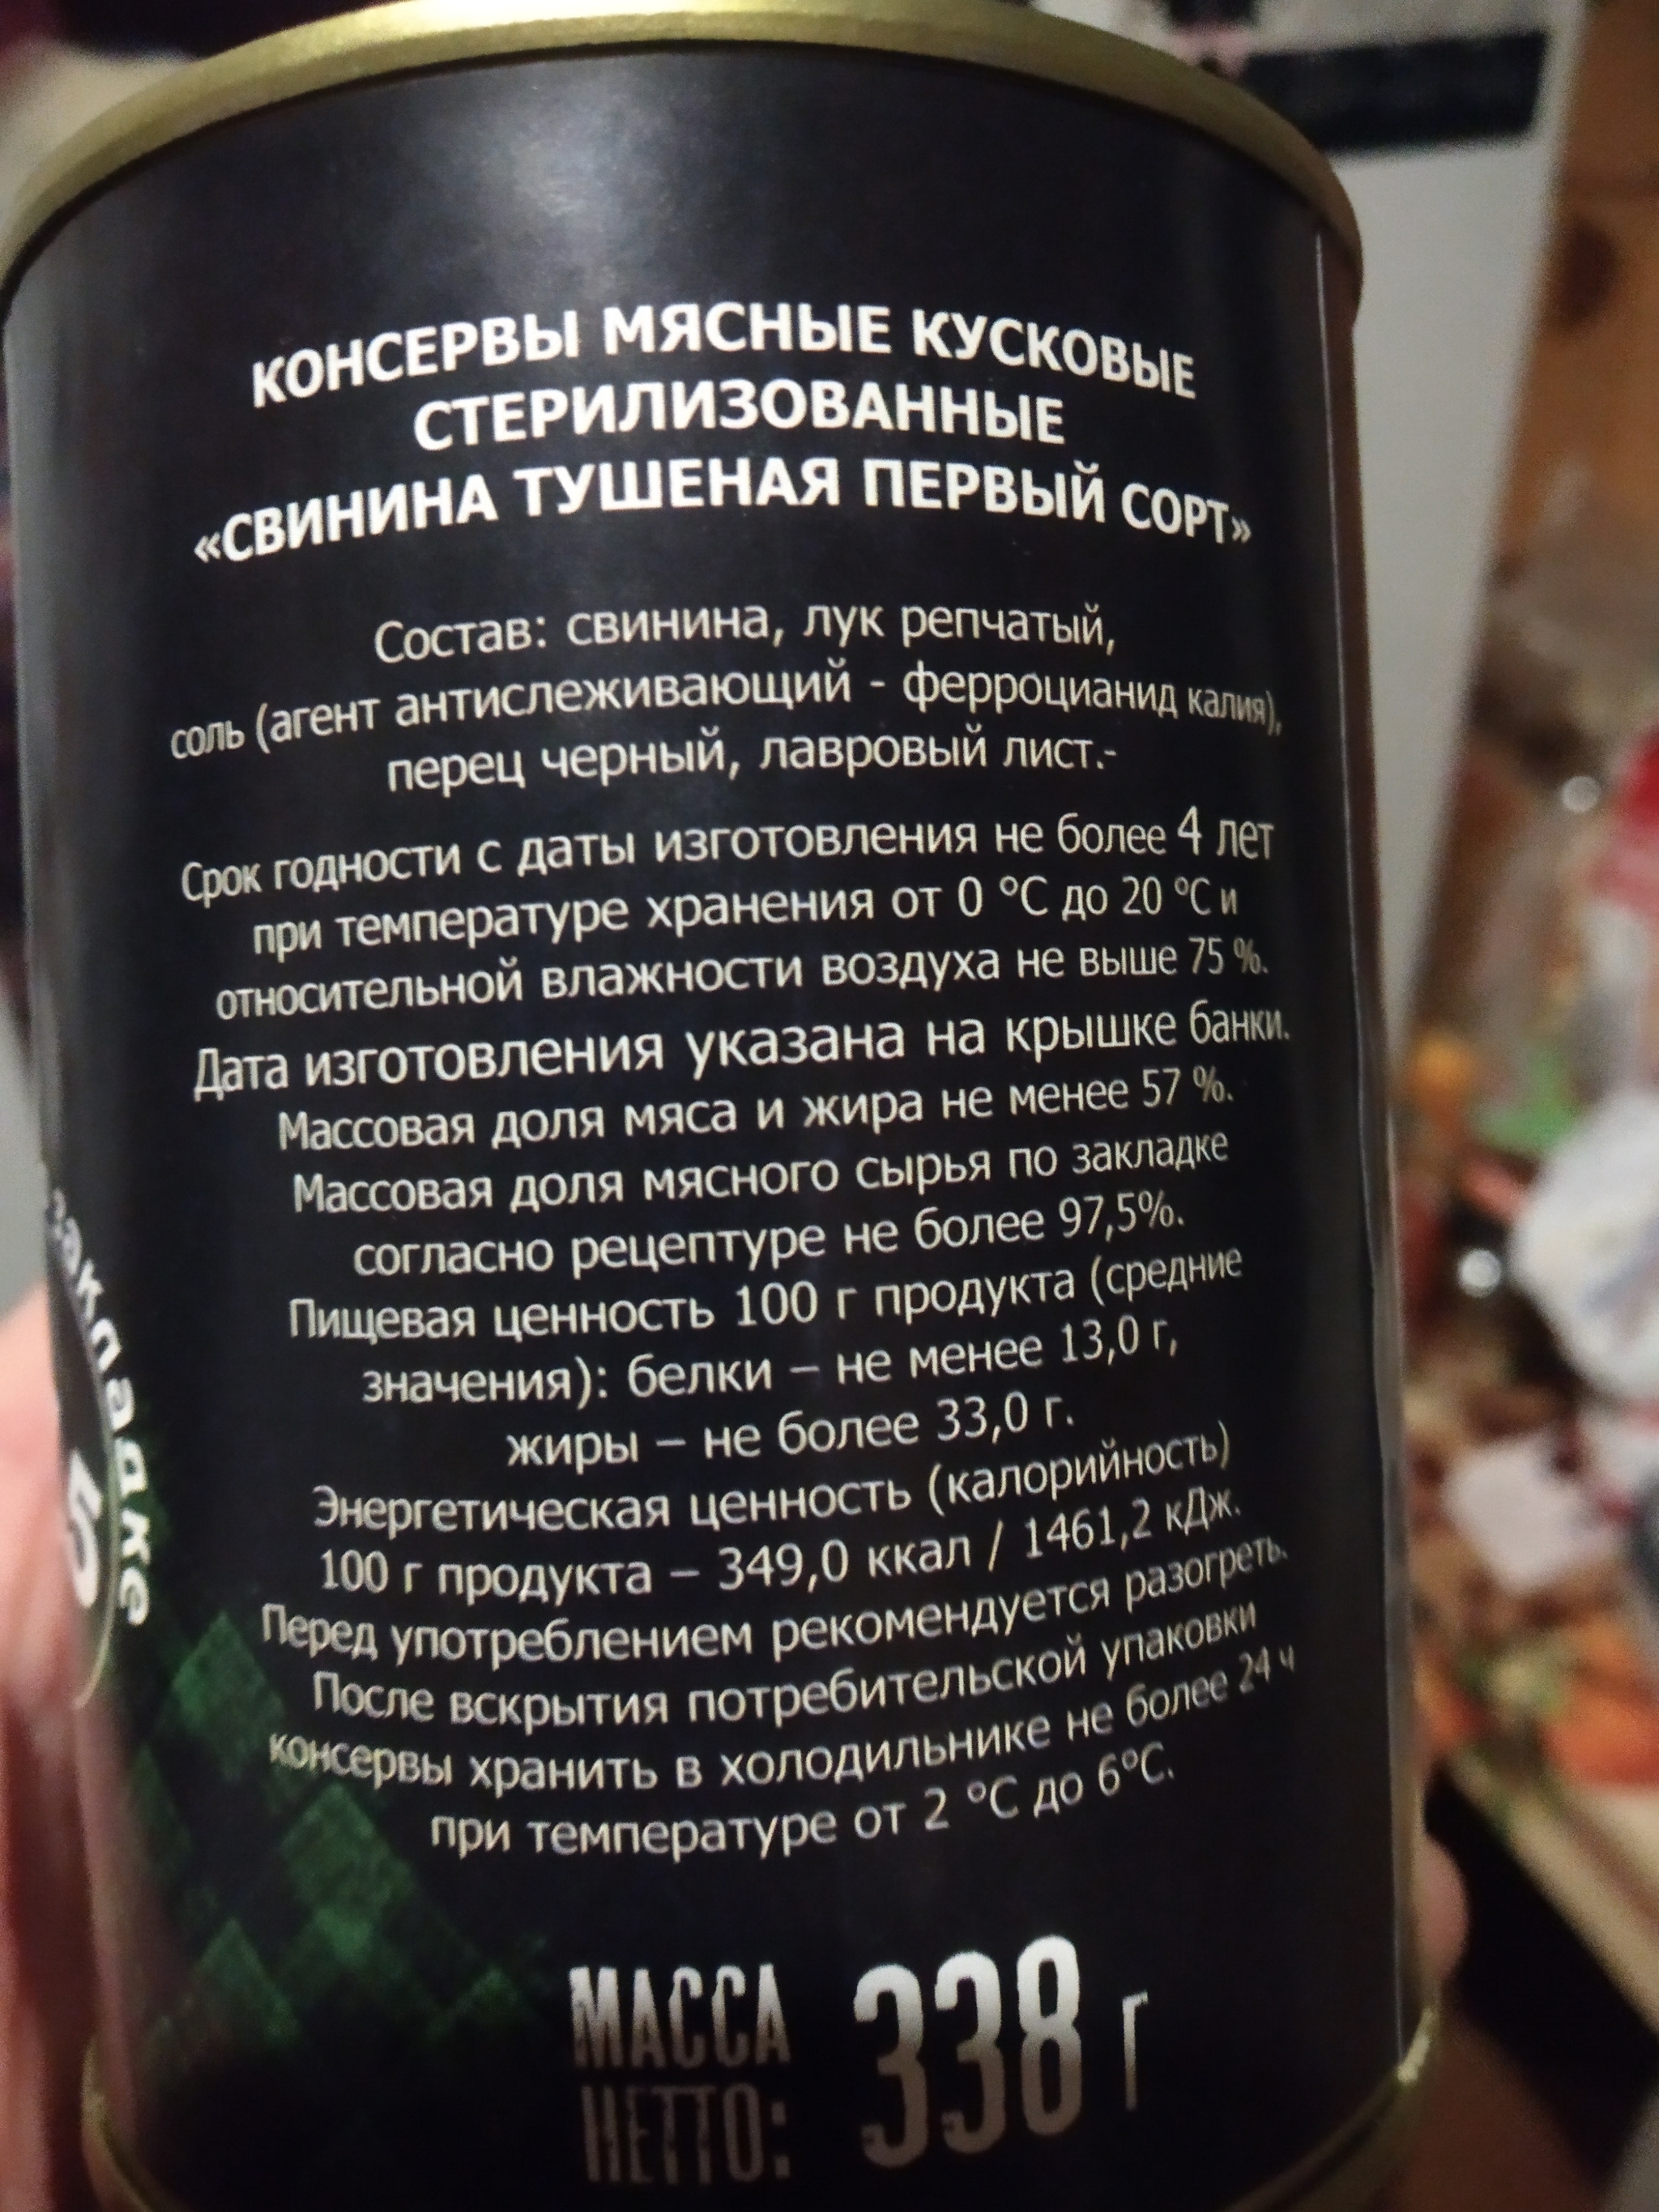 КОНСЕРВЫ МЯСНЫЕ КУСКОВЫЕ
СТЕРИЛИЗОВАННЫЕ
«СВИНИНА ТУШЕНАЯ ПЕРВЫЙ СОРТ»
Состав: свинина, лук репчатый,
соль (агент антислеживающий - ферроцианид калия),
перец черный, лавровый лист.-
Срок годности с даты изготовления не более 4 лет
при температуре хранения от 0 °С до 20 °С и
относительной влажности воздуха не выше 75 %.
Дата изготовления указана на крышке банки.
Массовая доля мяса и жира не менее 57 %.
Массовая доля мясного сырья по закладке
согласно рецептуре не более 97,5%.
Пищевая ценность 100 г продукта (средние
значения): белки – не менее 13,0 г,
жиры – не более 33,0 г.
Энергетическая ценность (калорийность)
100 г продукта – 349,0 ккал / 1461,2 кДж.
Перед употреблением рекомендуется разогреть.
После вскрытия потребительской упаковки
консервы хранить в холодильнике не более 24 ч
при температуре от 2 °С до 6°С.
МАССА
НЕТТО: 338 г
закладке
5